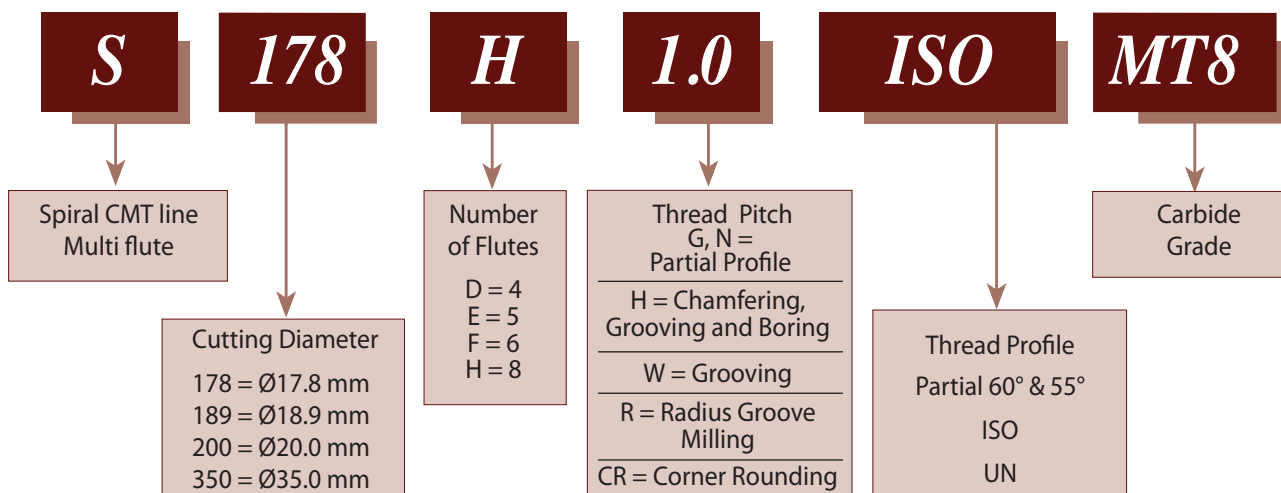 S 178 H 1.0 ISO MT8
Spiral CMT line
Multi flute
Cutting Diameter
178 = Ø17.8 mm
189 = Ø18.9 mm
200 = Ø20.0 mm
350 = Ø35.0 mm
Number
of Flutes
D = 4
E = 5
F = 6
H = 8
Thread Pitch
G, N =
Partial Profile
H = Chamfering,
Grooving and Boring
W = Grooving
R = Radius Groove
Milling
CR = Corner Rounding
Thread Profile
Partial 60° & 55°
ISO
UN
Carbide
Grade